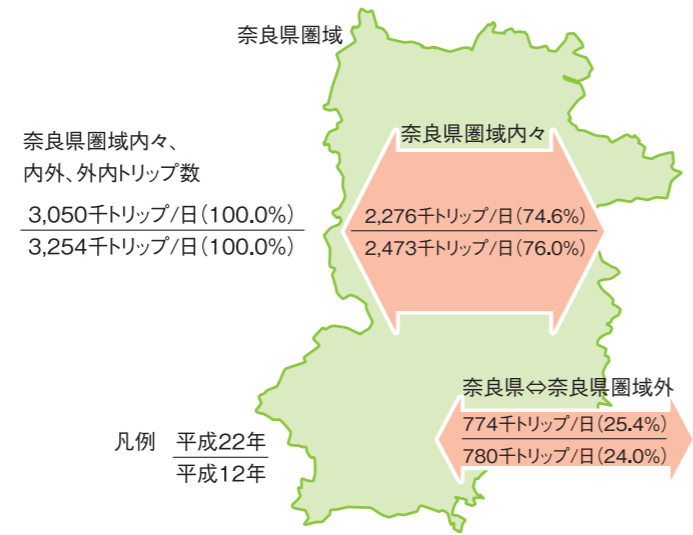 奈良県圏域
奈良県圏域内々、
内外、外内トリップ数
3,050千トリップ/日(100.0%)
3,254千トリップ/日(100.0%)
奈良県圏域内々
2,276千トリップ/日(74.6%)
2,473千トリップ/日(76.0%)
奈良県⇔奈良県圏域外
774千トリップ/日(25.4%)
780千トリップ/日(24.0%)
凡例 平成22年
平成12年